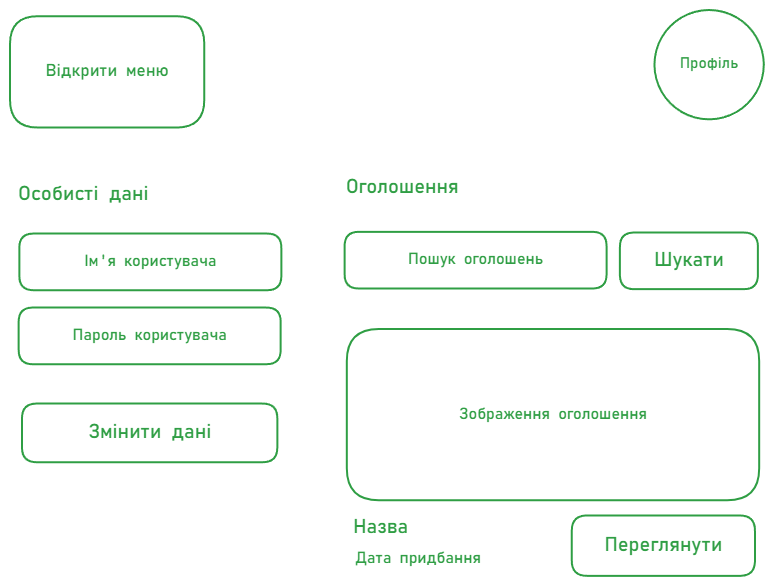 Відкрити меню
Профіль
Особисті дані
Ім'я користувача
Пароль користувача
Змінити дані
Оголошення
Пошук оголошень
Шукати
Зображення оголошення
Назва
Дата придбання
Переглянути